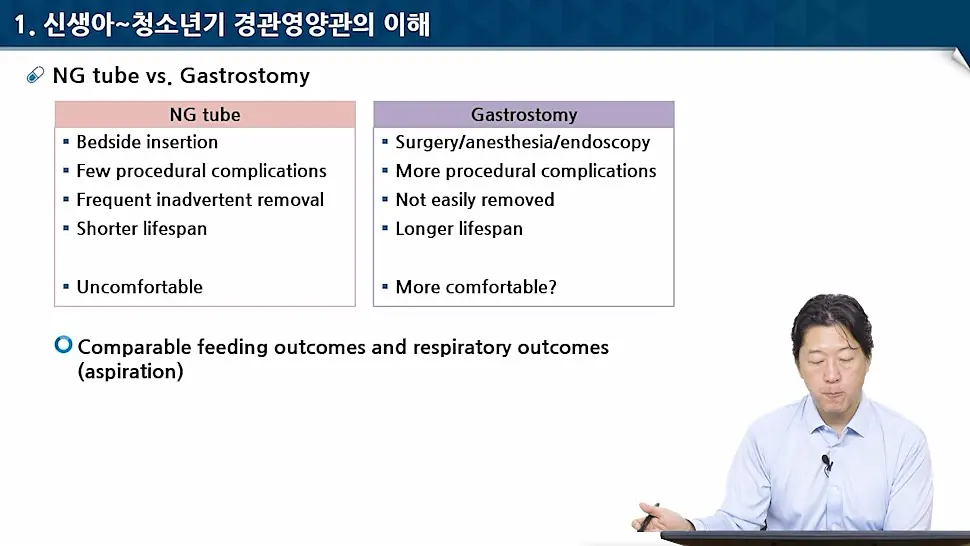 1. 신생아~청소년기 경관영양관의 이해
NG tube vs. Gastrostomy
NG tube
Bedside insertion
Few procedural complications
Frequent inadvertent removal
Shorter lifespan
Uncomfortable
Gastrostomy
Surgery/anesthesia/endoscopy
More procedural complications
Not easily removed
Longer lifespan
More comfortable?
Comparable feeding outcomes and respiratory outcomes
(aspiration)